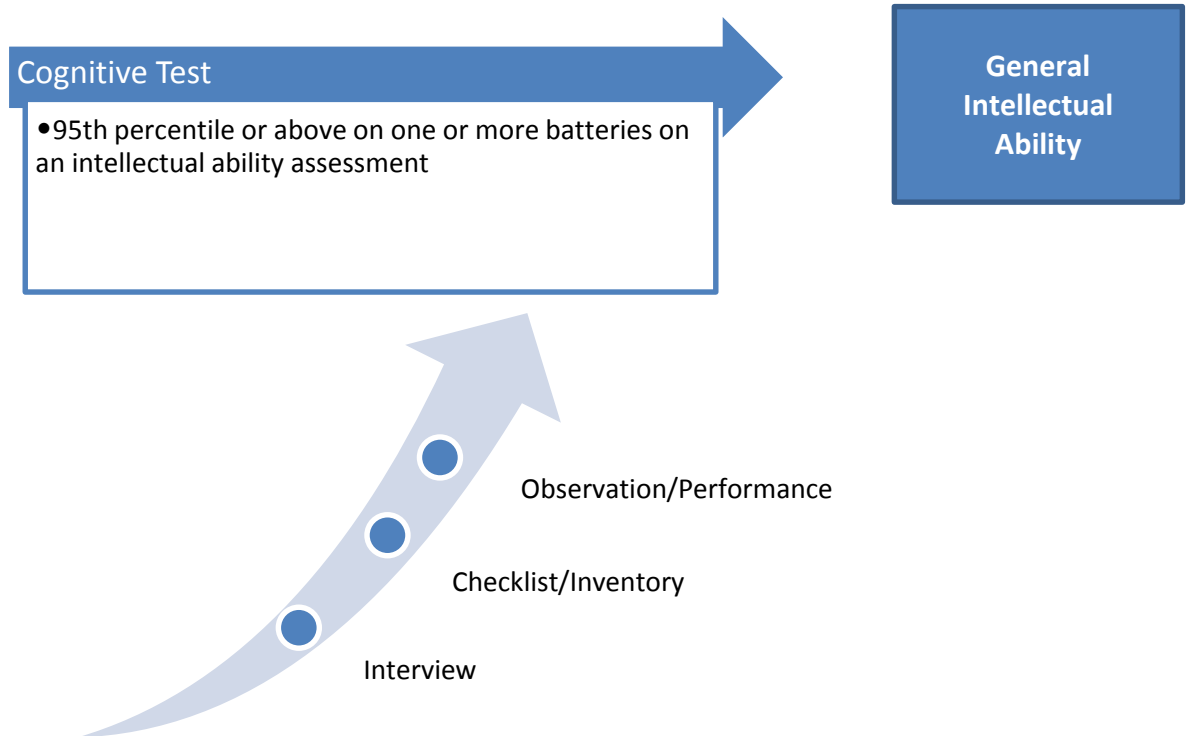 Cognitive Test
•95th percentile or above on one or more batteries on
an intellectual ability assessment
General
Intellectual
Ability
Observation/Performance
Checklist/Inventory
Interview